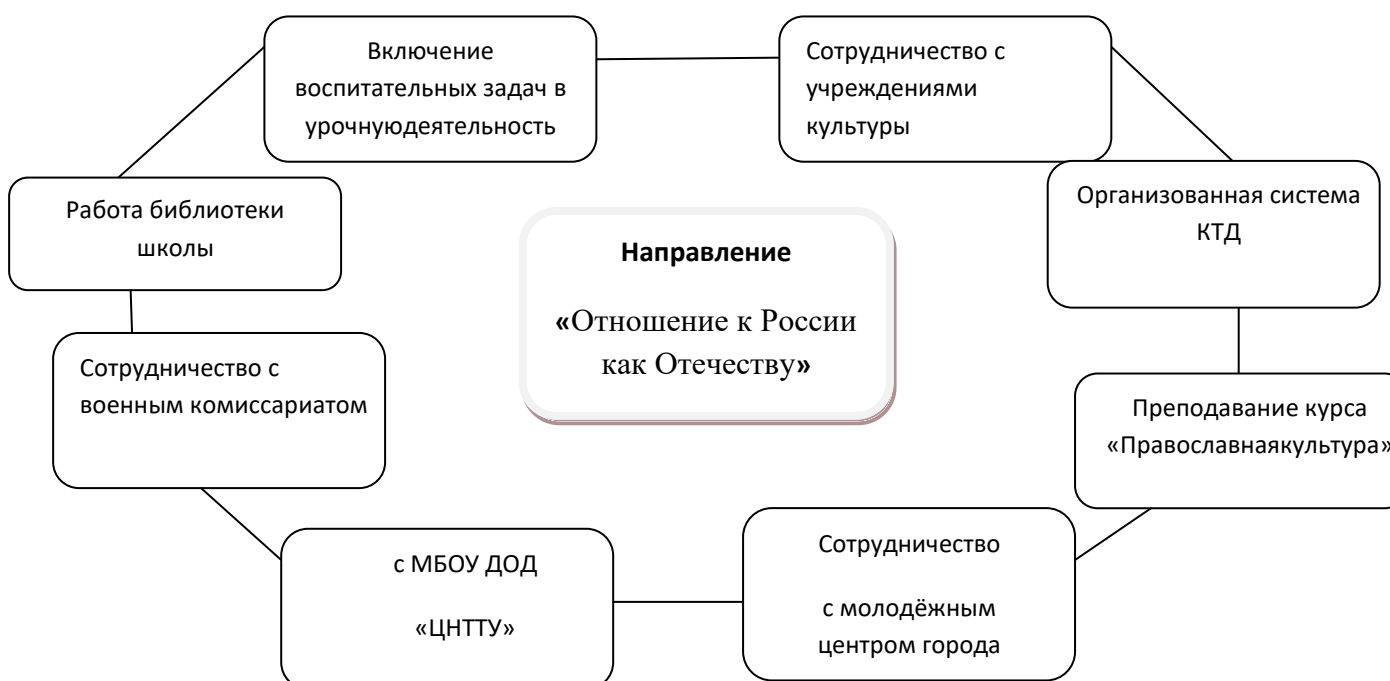 Включение
воспитательных задач в
урочнуюдеятельность
Сотрудничество с
учреждениями
культуры
Работа библиотеки
школы
Организованная система
КТД
Направление
«Отношение к России
как Отечеству»
Сотрудничество с
военным комиссариатом
Преподавание курса
«Православнаякультура»
с МБОУ ДОД
«ЦНТТУ»
Сотрудничество
с молодёжным
центром города